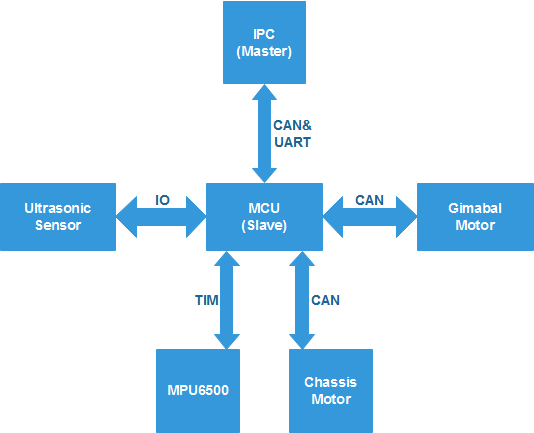 IPC
(Master)
CAN&
UART
Ultrasonic
Sensor
IO
MCU
(Slave)
CAN
Gimabal
Motor
TIM
CAN
MPU6500
Chassis
Motor